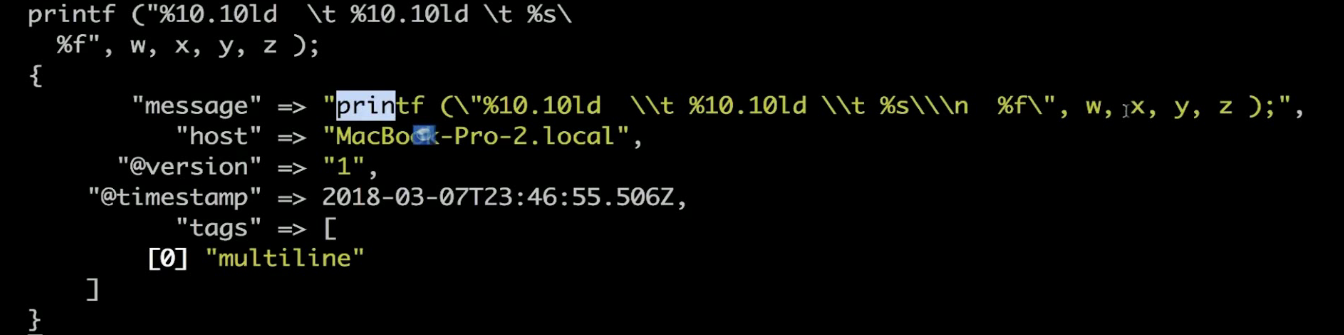 printf ("%10.10ld  \t %10.10ld \t %s\
  %f", w, x, y, z );
{
       "message" => "printf (\"%10.10ld  \\t %10.10ld \\t %s\\\n  %f\", w, x, y, z );",
          "host" => "MacBook-Pro-2.local",
      "@version" => "1",
    "@timestamp" => 2018-03-07T23:46:55.506Z,
          "tags" => [
        [0] "multiline"
    ]
}